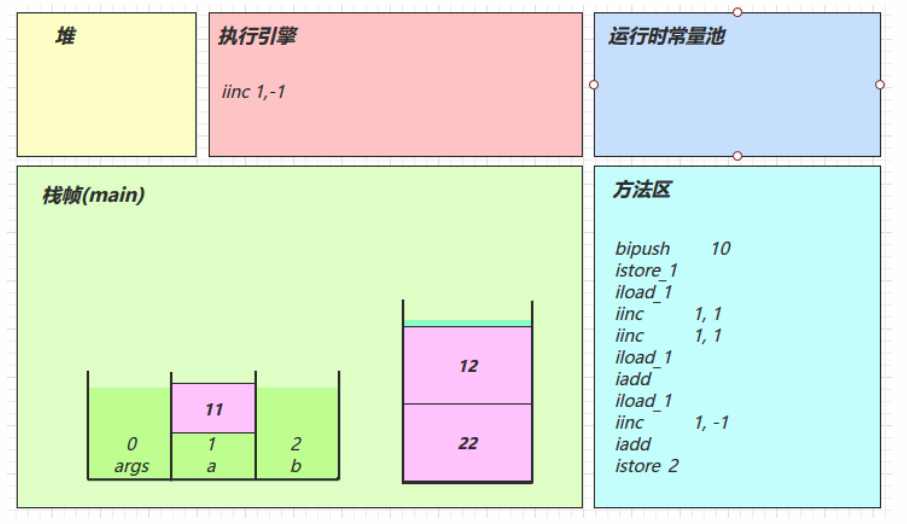 堆
执行引擎
iinc 1,-1
运行时常量池
栈帧(main)
12
22
11
0
1
2
args
a
b
方法区
bipush 10
istore_1
iload_1
iinc 1, 1
iinc 1, 1
iload_1
iadd
iload_1
iinc 1, -1
iadd
istore 2